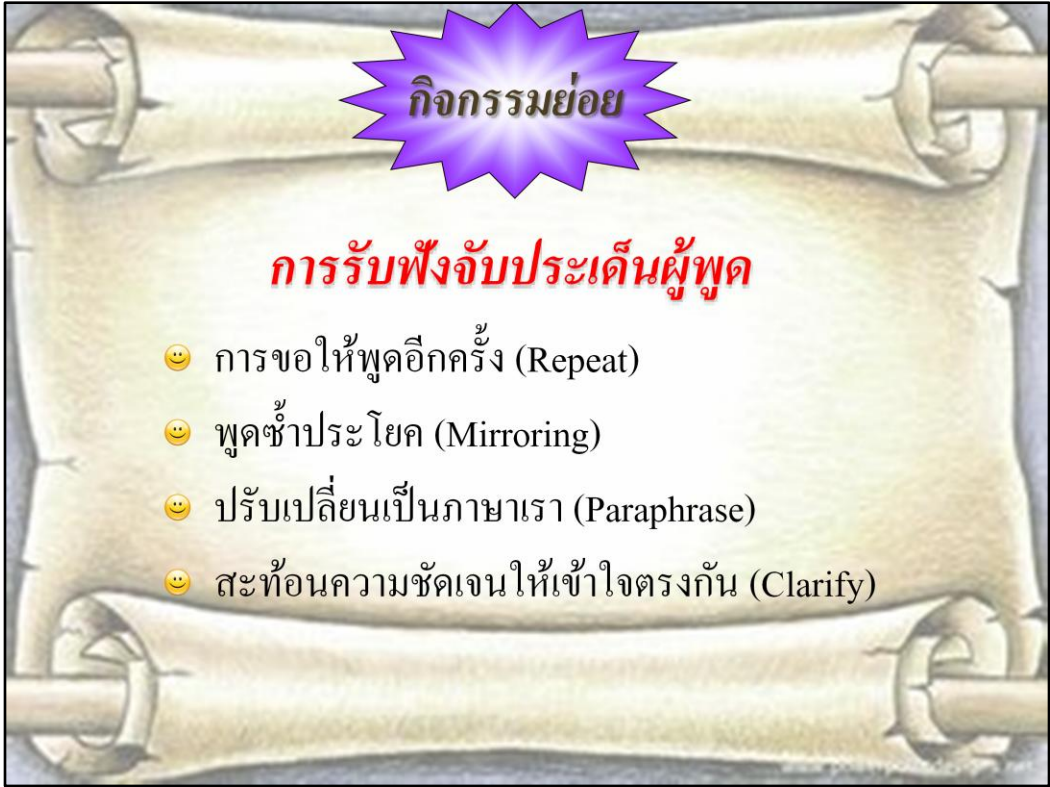 กิจกรรมย่อย
การรับฟังจับประเด็นผู้พูด
การขอให้พูดอีกครั้ง (Repeat)
พูดซ้ำประโยค (Mirroring)
ปรับเปลี่ยนเป็นภาษาเรา (Paraphrase)
สะท้อนความชัดเจนให้เข้าใจตรงกัน (Clarify)